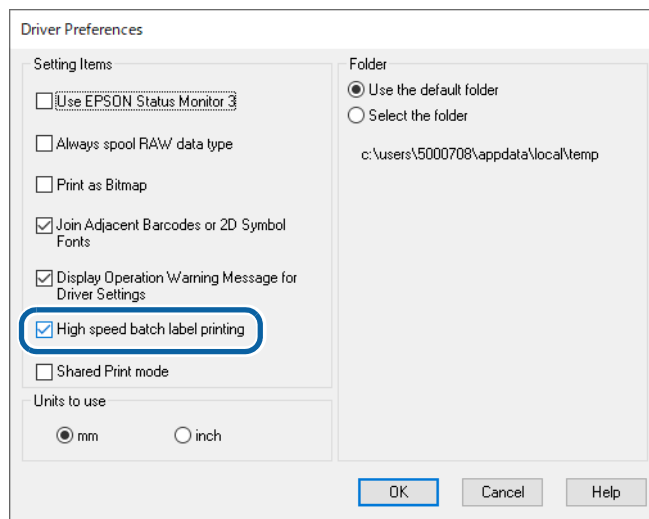 Driver Preferences
Setting Items
Use EPSON Status Monitor 3
Always spool RAW data type
Print as Bitmap
Join Adjacent Barcodes or 2D Symbol
Fonts
Display Operation Warning Message for
Driver Settings
High speed batch label printing
Shared Print mode
Units to use
mm
inch
Folder
Use the default folder
Select the folder
c:\users\5000708\appdata\local\temp
OK
Cancel
Help